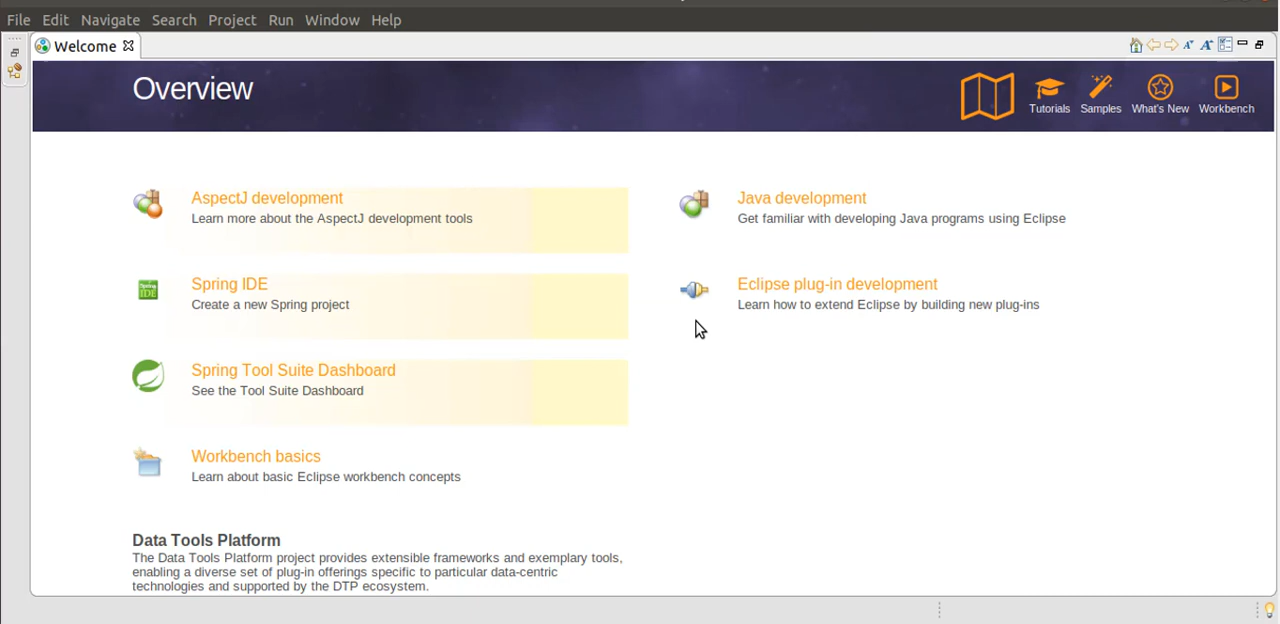 File Edit Navigate Search Project Run Window Help
Welcome
Overview
Tutorials Samples What's New Workbench
AspectJ development
Learn more about the AspectJ development tools
Java development
Get familiar with developing Java programs using Eclipse
Spring IDE
Create a new Spring project
Eclipse plug-in development
Learn how to extend Eclipse by building new plug-ins
Spring Tool Suite Dashboard
See the Tool Suite Dashboard
Workbench basics
Learn about basic Eclipse workbench concepts
Data Tools Platform
The Data Tools Platform project provides extensible frameworks and exemplary tools,
enabling a diverse set of plug-in offerings specific to particular data-centric
technologies and supported by the DTP ecosystem.